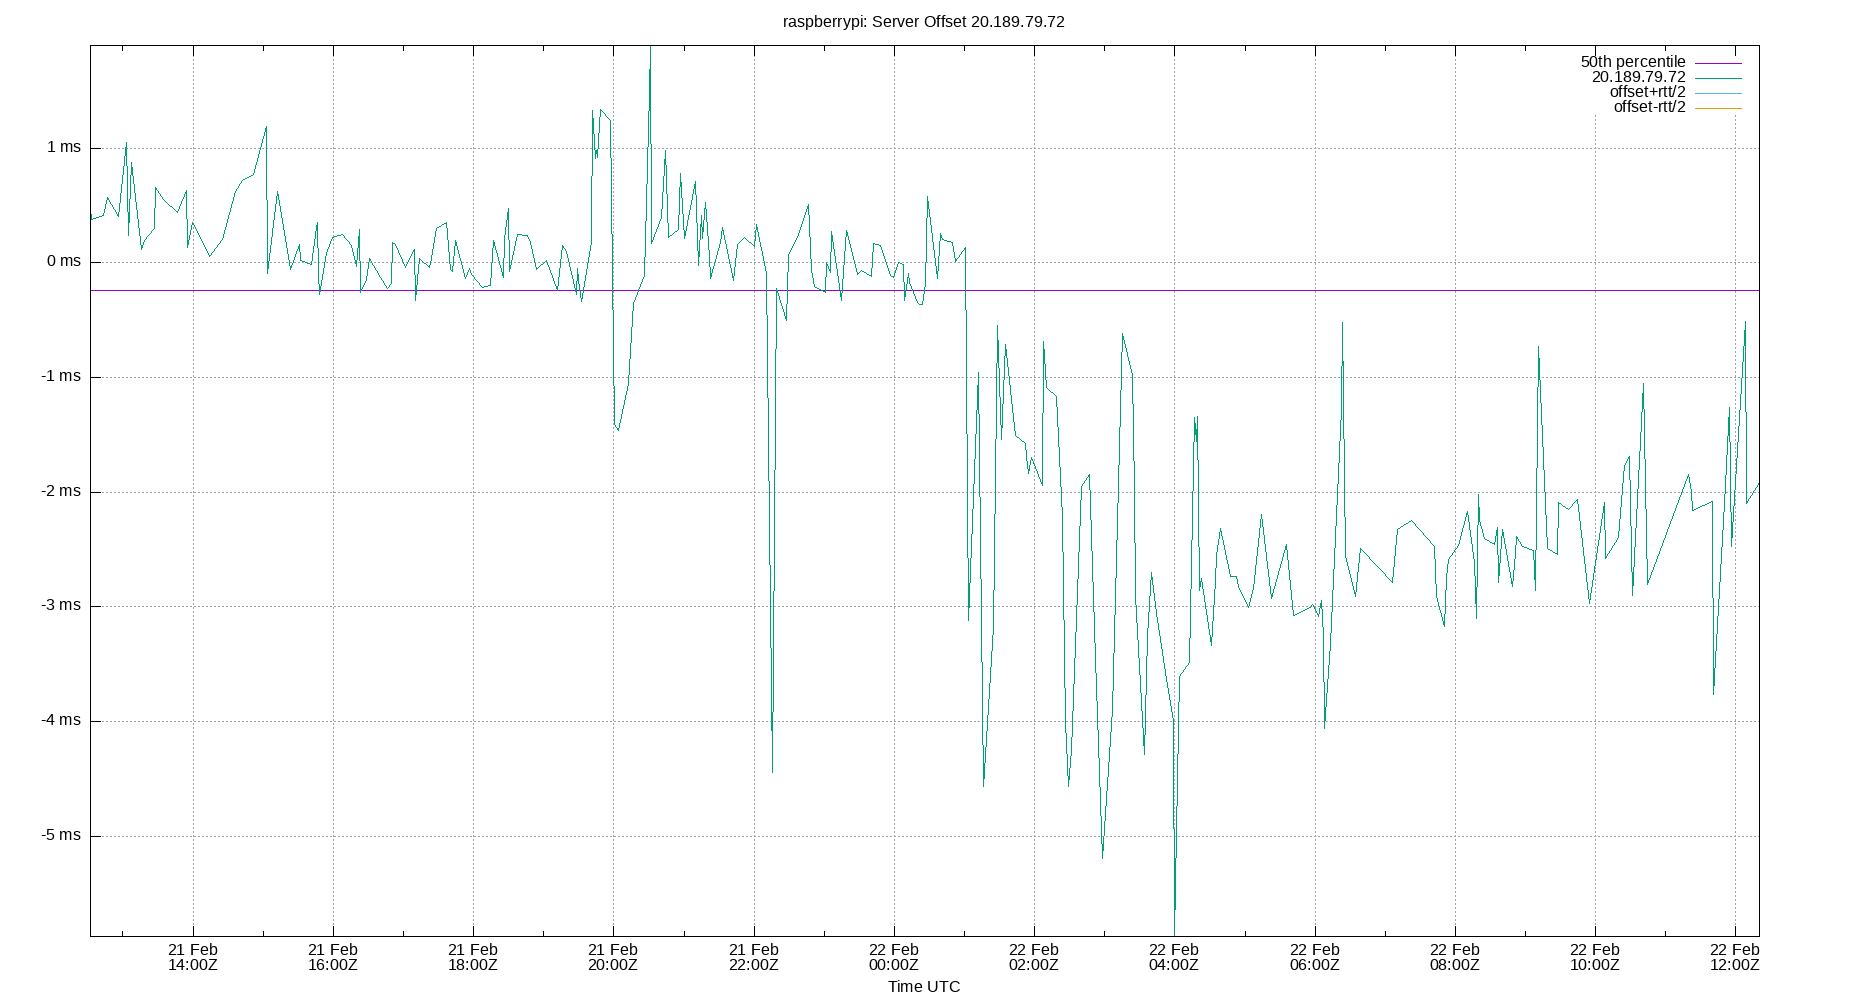 raspberrypi: Server Offset 20.189.79.72
50th percentile
20.189.79.72
offset+rtt/2
offset-rtt/2
1 ms
0 ms
-1 ms
-2 ms
-3 ms
-4 ms
-5 ms
21 Feb 21 Feb 21 Feb 21 Feb 21 Feb 22 Feb 22 Feb 22 Feb 22 Feb 22 Feb 22 Feb 22 Feb
14:00Z 16:00Z 18:00Z 20:00Z 22:00Z 00:00Z 02:00Z 04:00Z 06:00Z 08:00Z 10:00Z 12:00Z
Time UTC